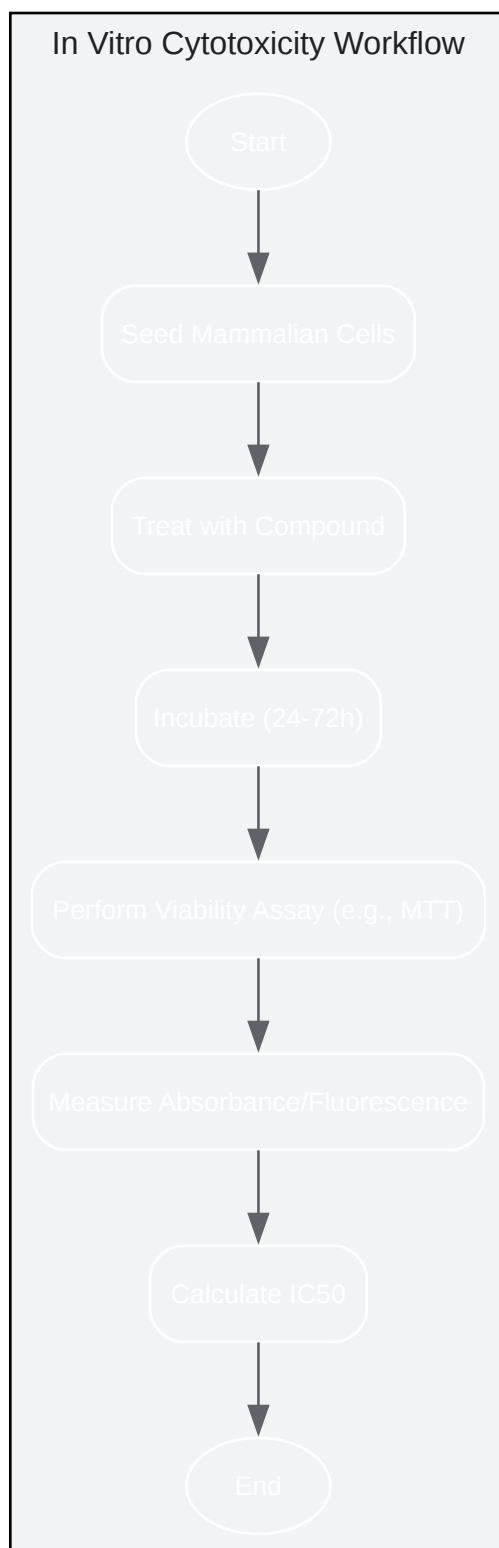 In Vitro Cytotoxicity Workflow
Start
Seed Mammalian Cells
Treat with Compound
Incubate (24-72h)
Perform Viability Assay (e.g., MTT)
Measure Absorbance/Fluorescence
Calculate IC50
End